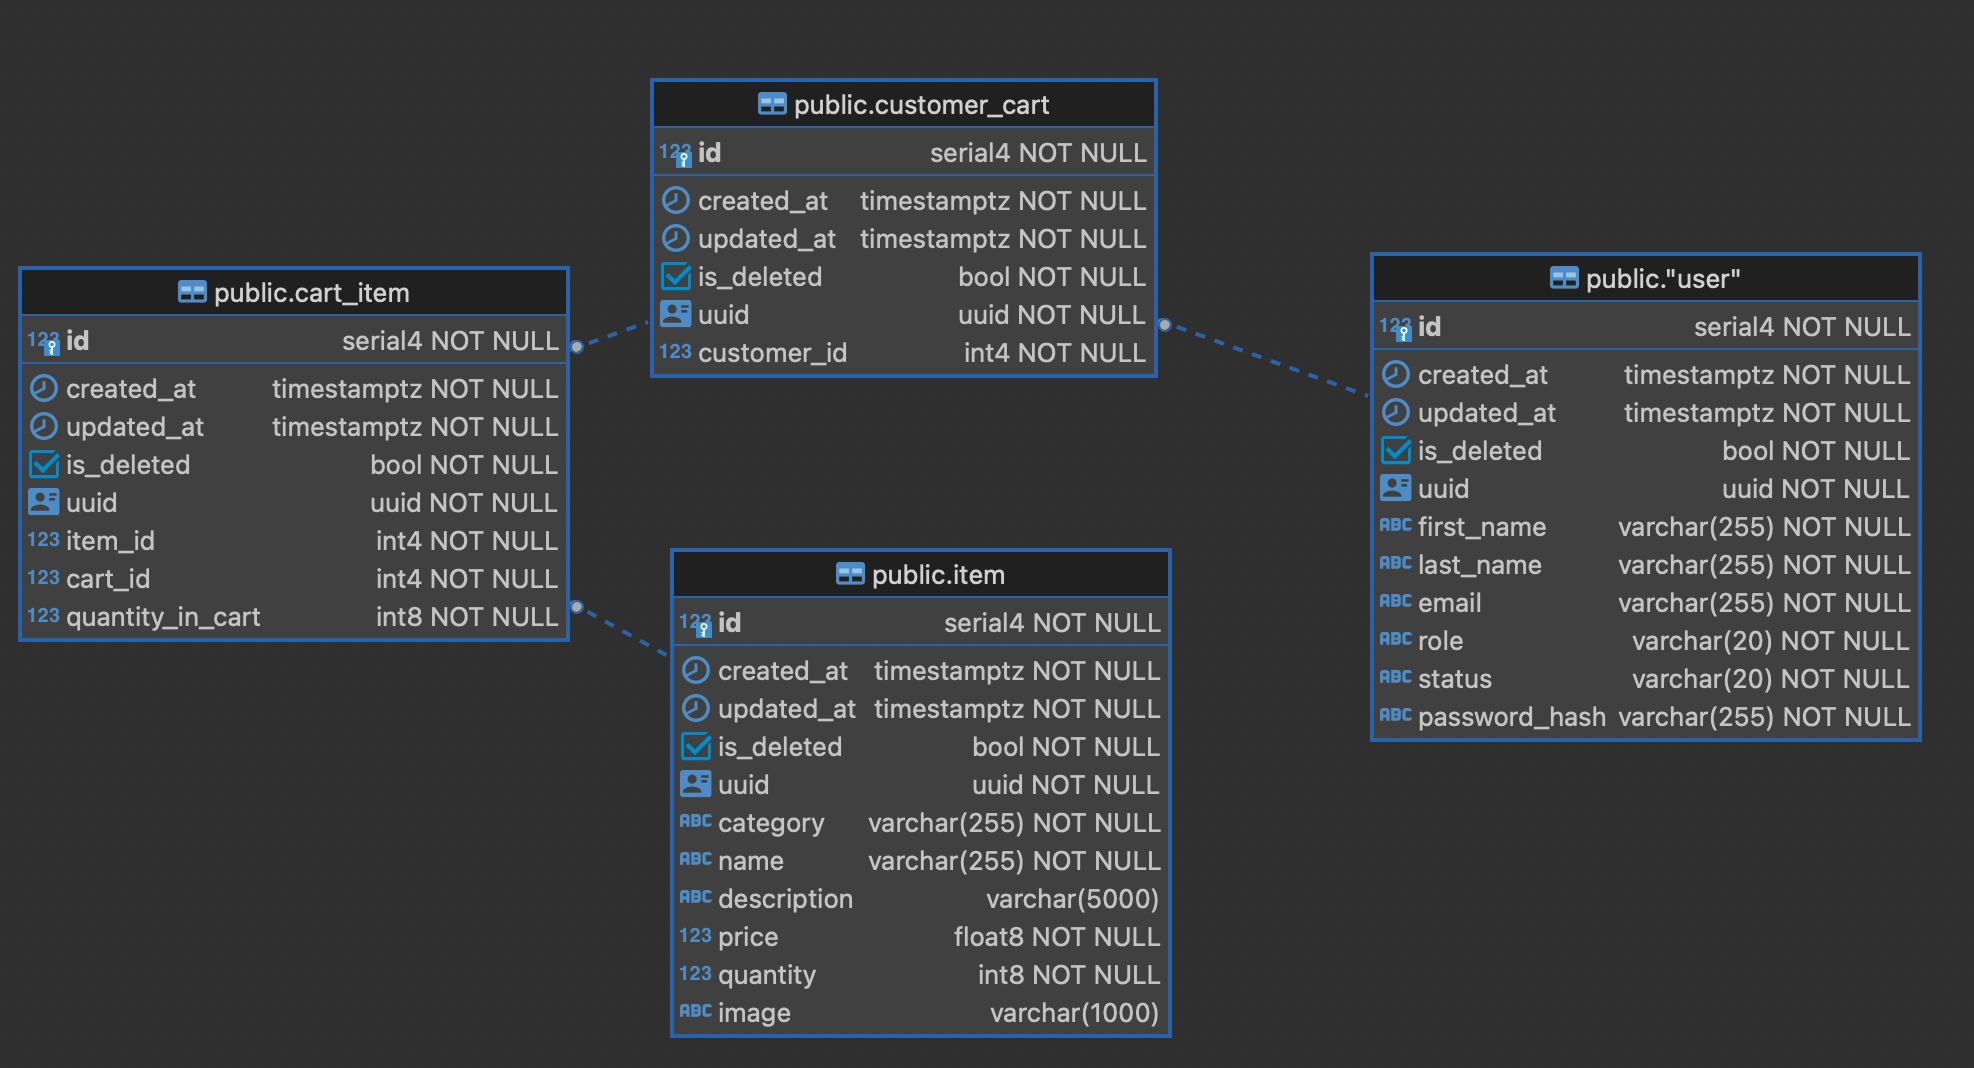 public.customer_cart
123 id serial4 NOT NULL
created_at timestamptz NOT NULL
updated_at timestamptz NOT NULL
is_deleted bool NOT NULL
uuid uuid NOT NULL
123 customer_id int4 NOT NULL
public.cart_item
123 id serial4 NOT NULL
created_at timestamptz NOT NULL
updated_at timestamptz NOT NULL
is_deleted bool NOT NULL
uuid uuid NOT NULL
123 item_id int4 NOT NULL
123 cart_id int4 NOT NULL
123 quantity_in_cart int8 NOT NULL
public.item
123 id serial4 NOT NULL
created_at timestamptz NOT NULL
updated_at timestamptz NOT NULL
is_deleted bool NOT NULL
uuid uuid NOT NULL
ABC category varchar(255) NOT NULL
ABC name varchar(255) NOT NULL
ABC description varchar(5000)
123 price float8 NOT NULL
123 quantity int8 NOT NULL
ABC image varchar(1000)
public."user"
123 id serial4 NOT NULL
created_at timestamptz NOT NULL
updated_at timestamptz NOT NULL
is_deleted bool NOT NULL
uuid uuid NOT NULL
ABC first_name varchar(255) NOT NULL
ABC last_name varchar(255) NOT NULL
ABC email varchar(255) NOT NULL
ABC role varchar(20) NOT NULL
ABC status varchar(20) NOT NULL
ABC password_hash varchar(255) NOT NULL